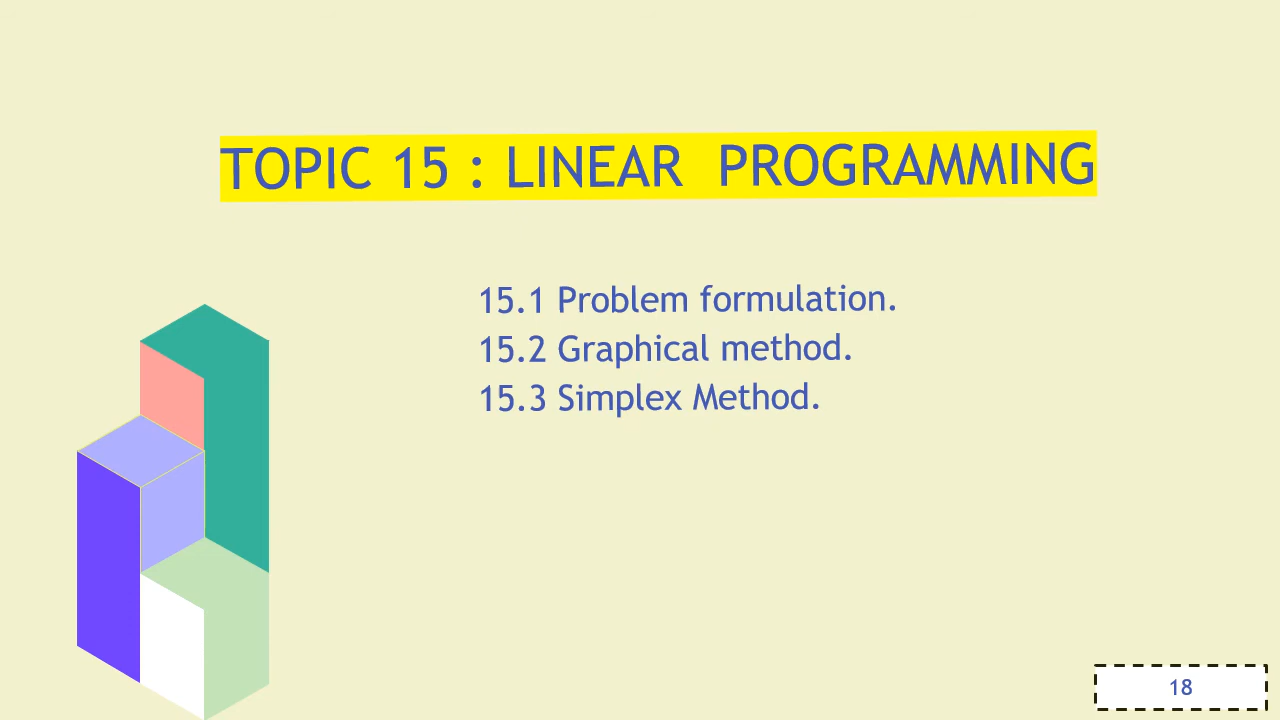 TOPIC 15 : LINEAR  PROGRAMMING
15.1 Problem formulation.
15.2 Graphical method.
15.3 Simplex Method.
18